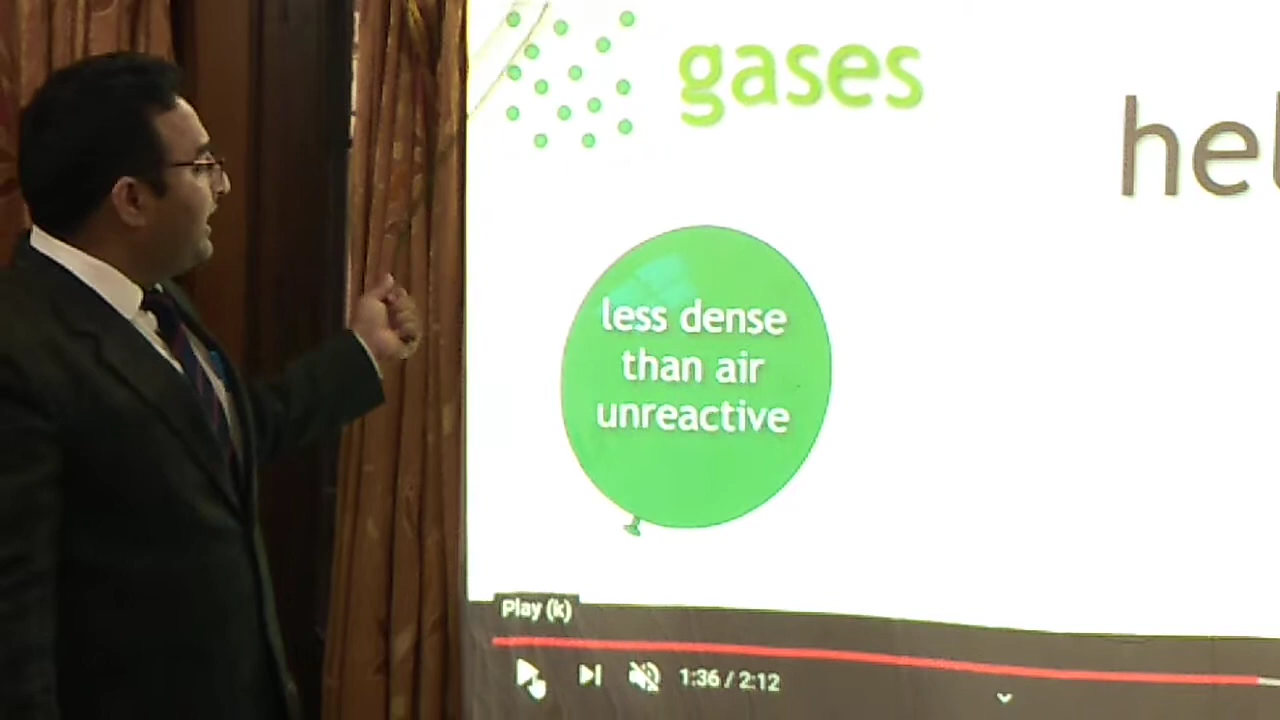 gases
hel
less dense
than air
unreactive
Play (k)
1:36 / 2:12